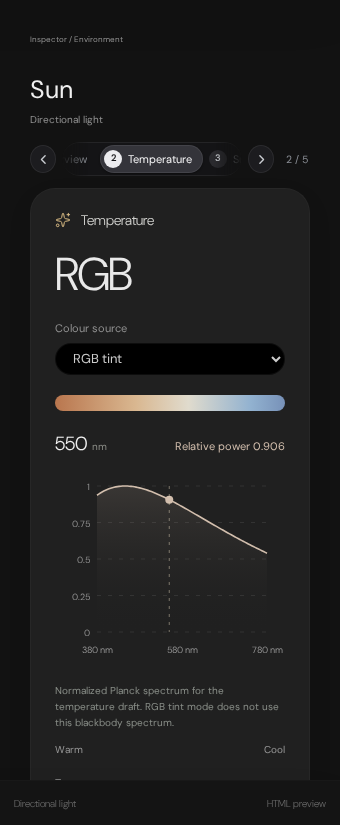 Inspector / Environment
Sun
Directional light
view
2 Temperature
3 S
2 / 5
Temperature
RGB
Colour source
RGB tint
550 nm
Relative power 0.906
1
0.75
0.5
0.25
0
380 nm 580 nm 780 nm
Normalized Planck spectrum for the
temperature draft. RGB tint mode does not use
this blackbody spectrum.
Warm Cool
Directional light HTML preview